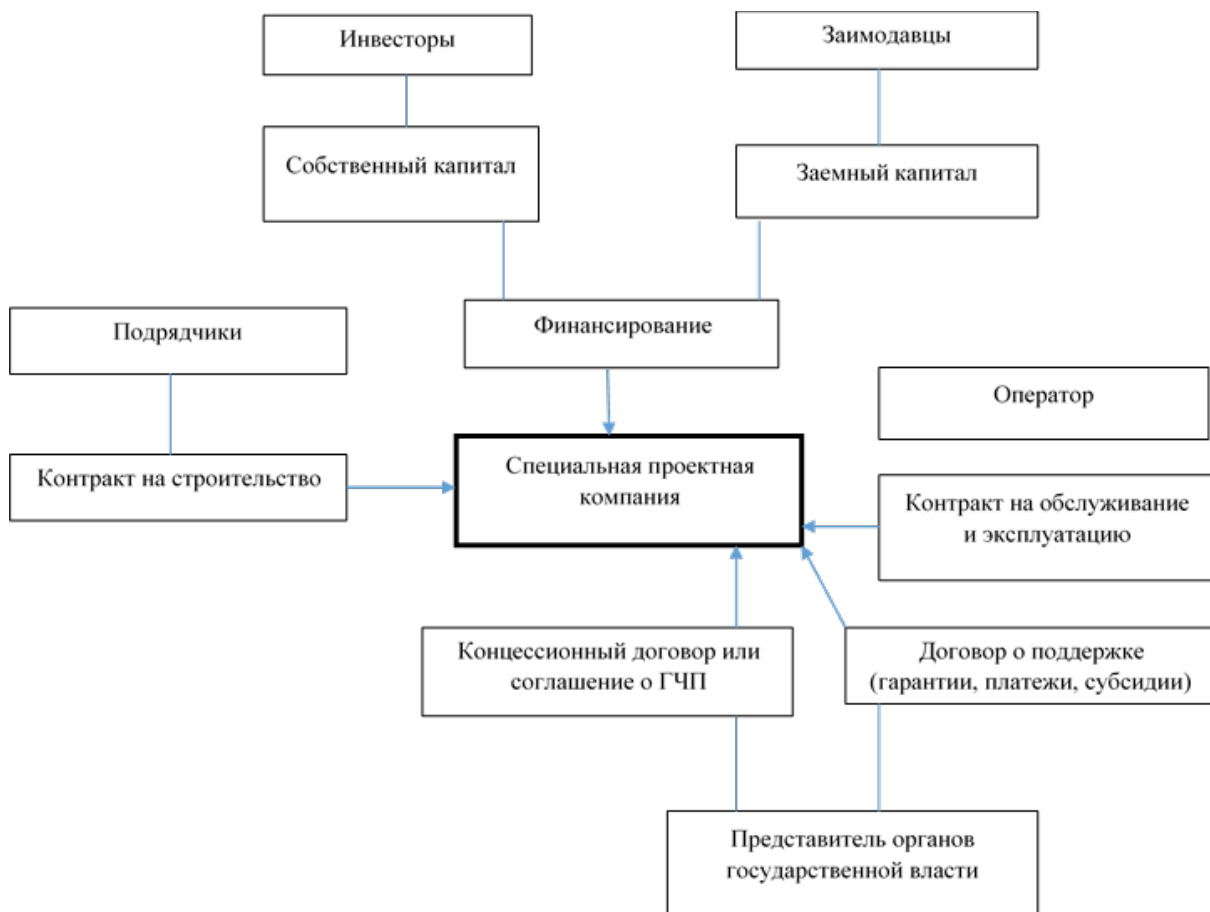 Инвесторы
Заимодавцы
Собственный капитал
Заемный капитал
Финансирование
Подрядчики
Оператор
Контракт на строительство
Специальная проектная
компания
Контракт на обслуживание
и эксплуатацию
Концессионный договор или
соглашение о ГЧП
Договор о поддержке
(гарантии, платежи, субсидии)
Представитель органов
государственной власти